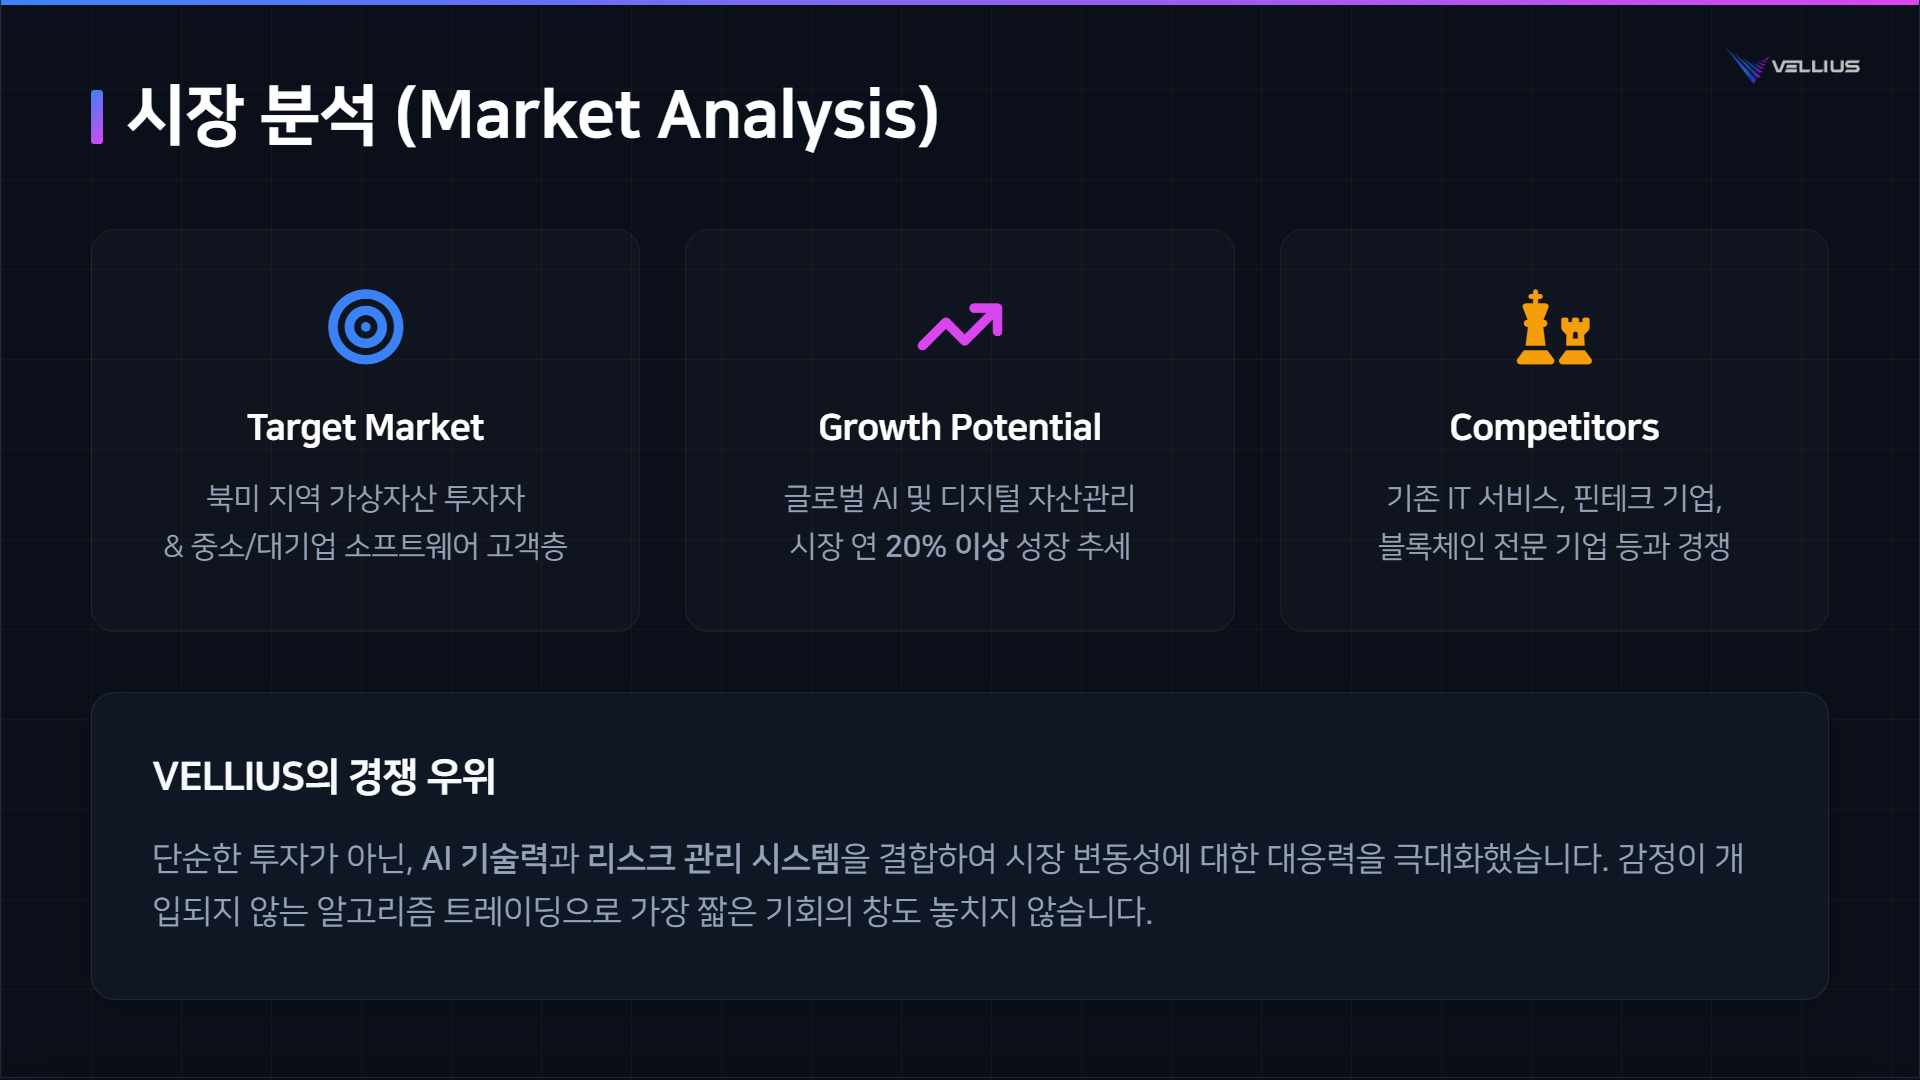 VELLIUS
시장 분석 (Market Analysis)
Target Market
북미 지역 가상자산 투자자
& 중소/대기업 소프트웨어 고객층
Growth Potential
글로벌 AI 및 디지털 자산관리
시장 연 20% 이상 성장 추세
Competitors
기존 IT 서비스, 핀테크 기업,
블록체인 전문 기업 등과 경쟁
VELLIUS의 경쟁 우위
단순한 투자가 아닌, AI 기술력과 리스크 관리 시스템을 결합하여 시장 변동성에 대한 대응력을 극대화했습니다. 감정이 개
입되지 않는 알고리즘 트레이딩으로 가장 짧은 기회의 창도 놓치지 않습니다.